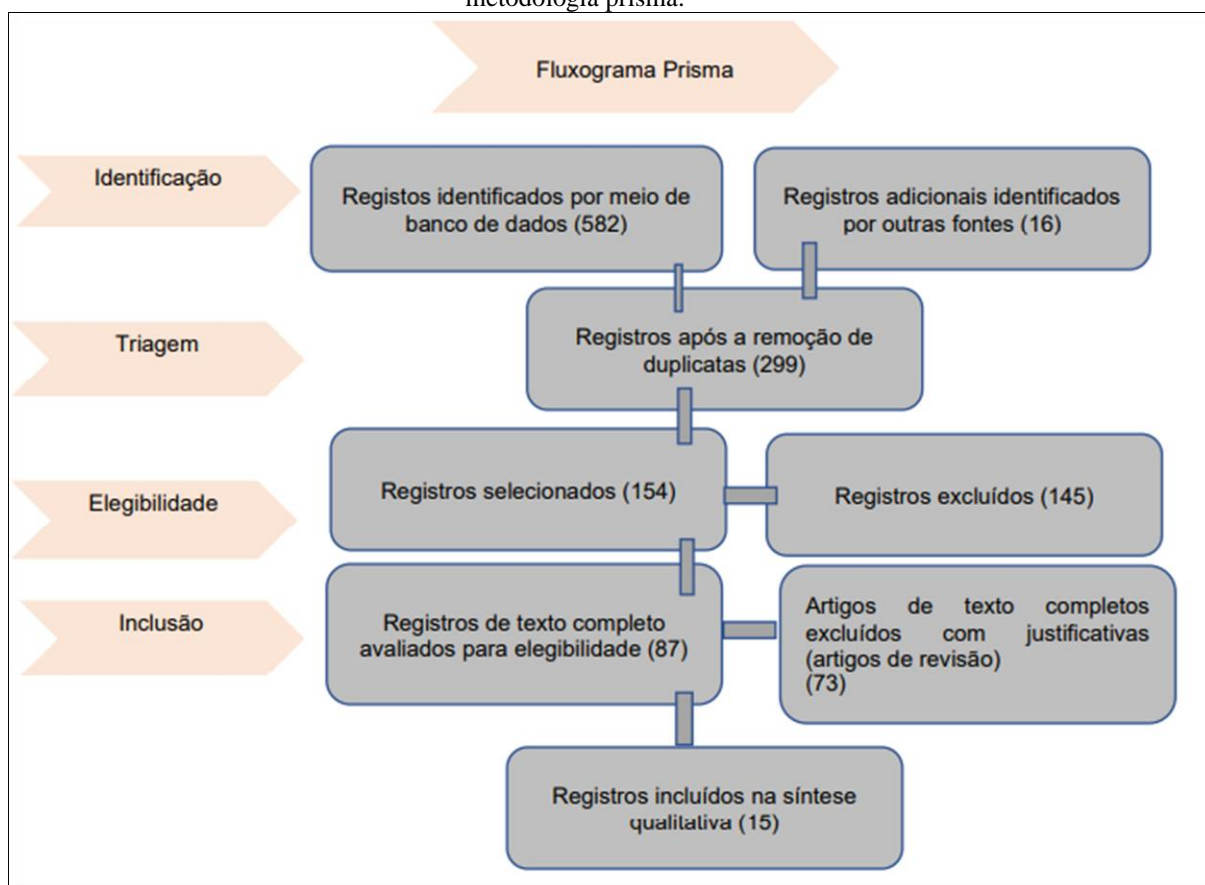 metodologia prisma.
Fluxograma Prisma
Identificação
Registos identificados por meio de
banco de dados (582)
Registros adicionais identificados
por outras fontes (16)
Triagem
Registros após a remoção de
duplicatas (299)
Elegibilidade
Registros selecionados (154)
Registros excluídos (145)
Inclusão
Registros de texto completo
avaliados para elegibilidade (87)
Artigos de texto completos
excluídos com justificativas
(artigos de revisão)
(73)
Registros incluídos na síntese
qualitativa (15)